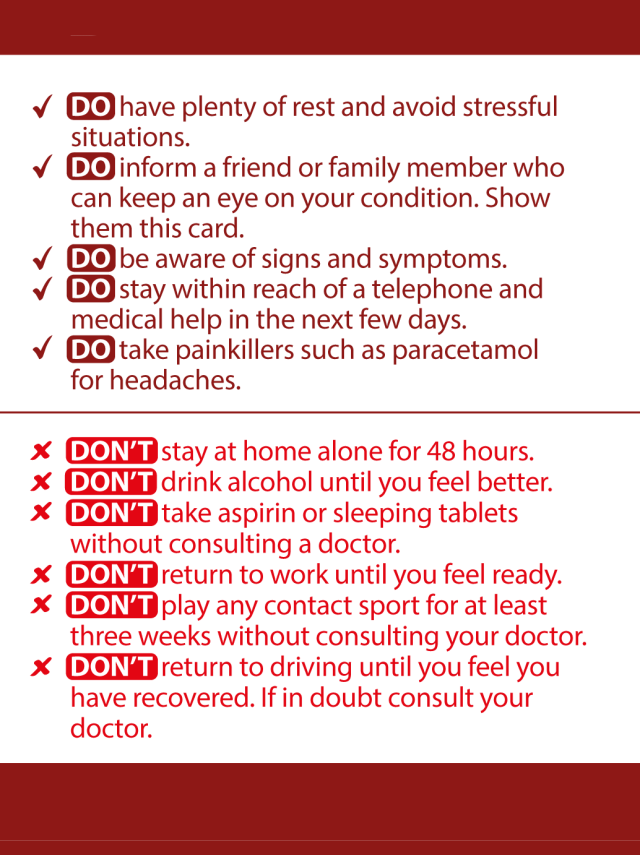 ✓ DO have plenty of rest and avoid stressful
situations.
✓ DO inform a friend or family member who
can keep an eye on your condition. Show
them this card.
✓ DO be aware of signs and symptoms.
✓ DO stay within reach of a telephone and
medical help in the next few days.
✓ DO take painkillers such as paracetamol
for headaches.
✘ DON'T stay at home alone for 48 hours.
✘ DON'T drink alcohol until you feel better.
✘ DON'T take aspirin or sleeping tablets
without consulting a doctor.
✘ DON'T return to work until you feel ready.
✘ DON'T play any contact sport for at least
three weeks without consulting your doctor.
✘ DON'T return to driving until you feel you
have recovered. If in doubt consult your
doctor.